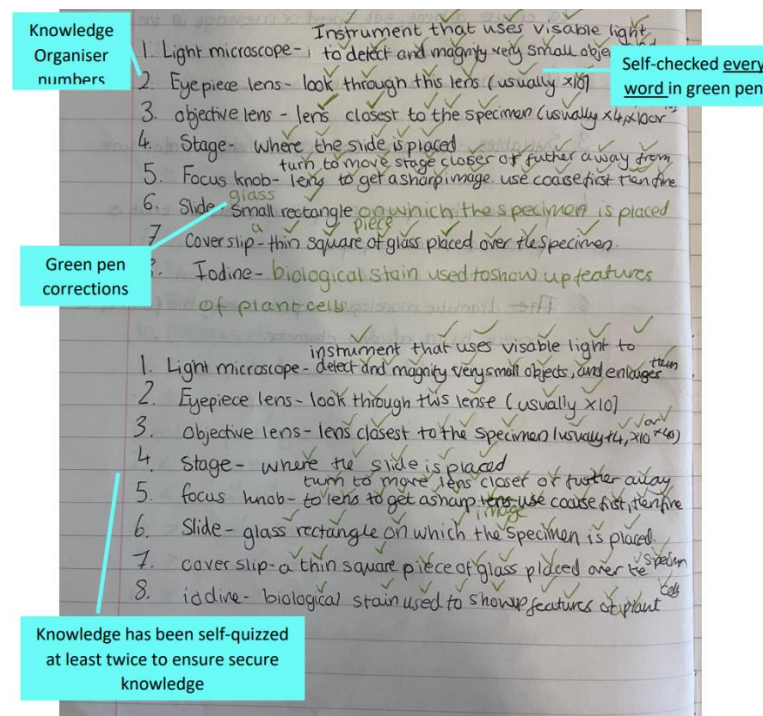 Knowledge
Organiser
numbers
Instrument that uses visable light
1. Light microscope - to detect and magnify very small obje
2. Eyepiece lens - look through this lens (usually x10)
Self-checked every
word in green pen
3. objective lens - lens closest to the specimen (usually x4, x10 or
4. Stage - where the slide is placed
turn to move stage closer or futher away from
5. Focus knob - lens to get a sharp image. use coarse first then fine
glass
6. Slide - small rectangle on which the specimen is placed
a piece
7 cover slip - thin square of glass placed over the specimen.
Green pen
corrections
Iodine - biological stain used to show up features
of plant cells
instrument that uses visable light to
1. Light microscope - detect and magnify very small objects, and enlarges them
2. Eyepiece lens - look through this lense (usually x10)
3. Objective lens - lens closest to the specimen (usually x4, x10 or x40)
4. Stage - where the slide is placed
turn to move lens closer or further away
5. focus knob - to lens to get a sharp lens use coarse first, then fine
image
6. Slide - glass rectangle on which the specimen is placed.
7. cover slip - a thin square piece of glass placed over the specimen
8. iodine - biological stain used to show up features of plant cells
Knowledge has been self-quizzed
at least twice to ensure secure
knowledge